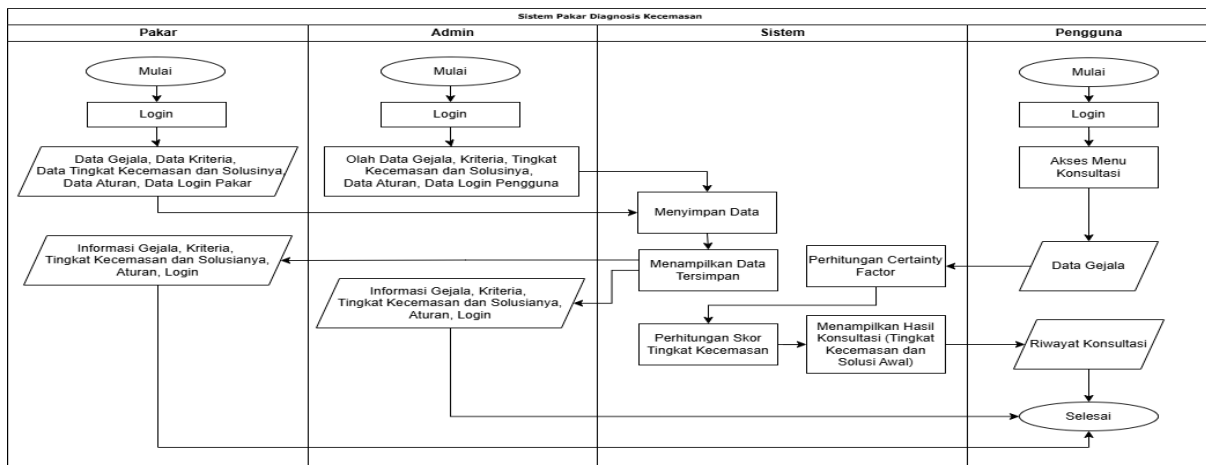 Sistem Pakar Diagnosis Kecemasan
Pakar
Admin
Sistem
Pengguna
Mulai
Login
Data Gejala, Data Kriteria,
Data Tingkat Kecemasan dan Solusinya,
Data Aturan, Data Login Pakar
Informasi Gejala, Kriteria,
Tingkat Kecemasan dan Solusianya,
Aturan, Login
Mulai
Login
Olah Data Gejala, Kriteria, Tingkat
Kecemasan dan Solusinya,
Data Aturan, Data Login Pengguna
Informasi Gejala, Kriteria,
Tingkat Kecemasan dan Solusianya,
Aturan, Login
Menyimpan Data
Menampilkan Data
Tersimpan
Perhitungan Certainty
Factor
Perhitungan Skor
Tingkat Kecemasan
Menampilkan Hasil
Konsultasi (Tingkat
Kecemasan dan
Solusi Awal)
Mulai
Login
Akses Menu
Konsultasi
Data Gejala
Riwayat Konsultasi
Selesai